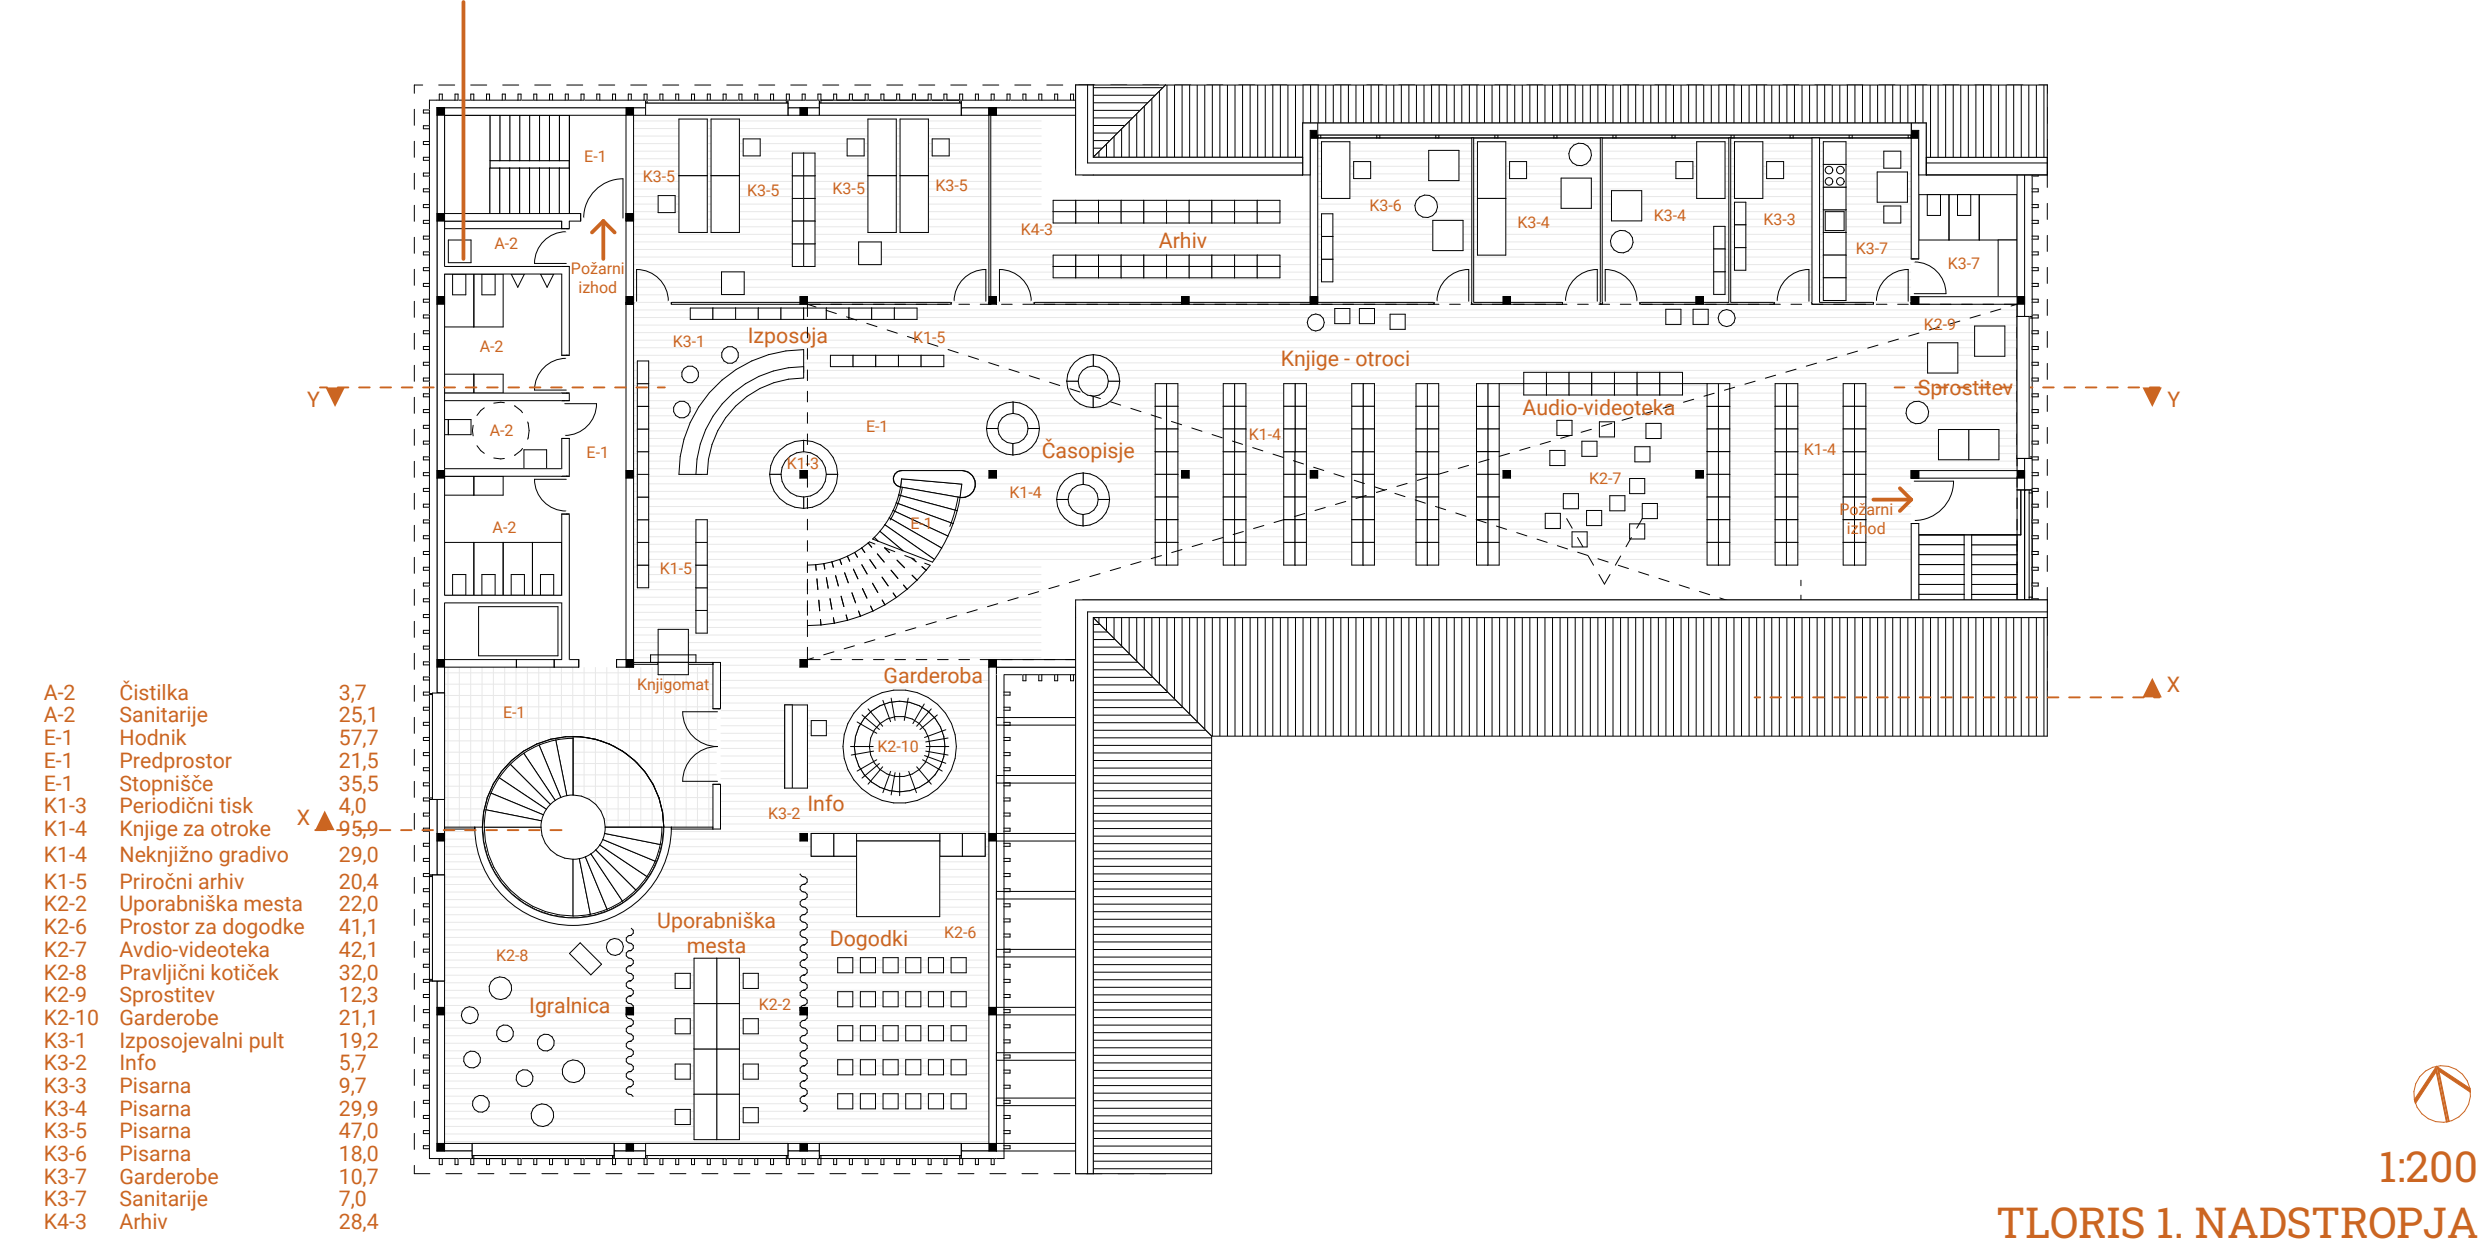 E-1
K3-5
K3-5
K3-5
K3-5
K4-3
Arhiv
K3-6
K3-4
K3-4
K3-3
K3-7
K3-7
A-2
Požarni
izhod
A-2
K3-1
Izposoja
K1-5
Knjige - otroci
K2-9
Sprostitev
Y
Y
A-2
E-1
E-1
K1-3
Časopisje
K1-4
K1-4
Audio-videoteka
K2-7
K1-4
Požarni
izhod
A-2
E-1
K1-5
Knjigomat
Garderoba
E-1
K2-10
Info
K3-2
X
X
Uporabniška
mesta
Dogodki
K2-6
K2-8
Igralnica
K2-2
A-2 Čistilka 3,7
A-2 Sanitarije 25,1
E-1 Hodnik 57,7
E-1 Predprostor 21,5
E-1 Stopnišče 35,5
K1-3 Periodični tisk 4,0
K1-4 Knjige za otroke 95,9
K1-4 Neknjižno gradivo 29,0
K1-5 Priročni arhiv 20,4
K2-2 Uporabniška mesta 22,0
K2-6 Prostor za dogodke 41,1
K2-7 Avdio-videoteka 42,1
K2-8 Pravljični kotiček 32,0
K2-9 Sprostitev 12,3
K2-10 Garderobe 21,1
K3-1 Izposojevalni pult 19,2
K3-2 Info 5,7
K3-3 Pisarna 9,7
K3-4 Pisarna 29,9
K3-5 Pisarna 47,0
K3-6 Pisarna 18,0
K3-7 Garderobe 10,7
K3-7 Sanitarije 7,0
K4-3 Arhiv 28,4
1:200
TLORIS 1. NADSTROPJA